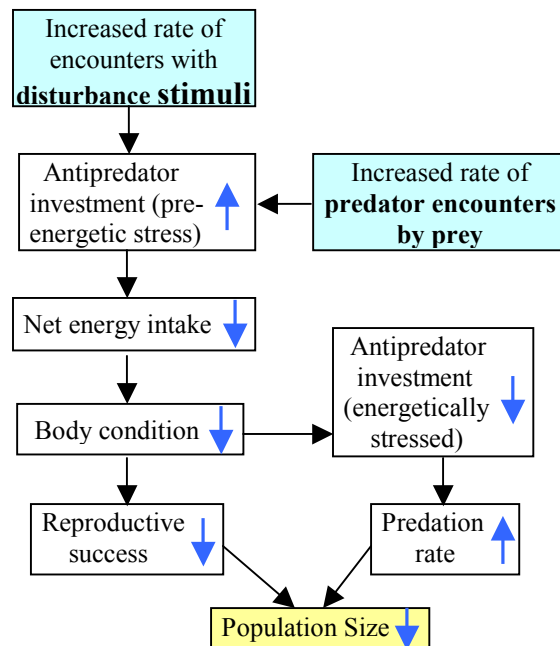 Increased rate of
encounters with
disturbance stimuli
Antipredator
investment (pre-
energetic stress)
Increased rate of
predator encounters
by prey
Net energy intake
Antipredator
investment
(energetically
stressed)
Body condition
Reproductive
success
Predation
rate
Population Size